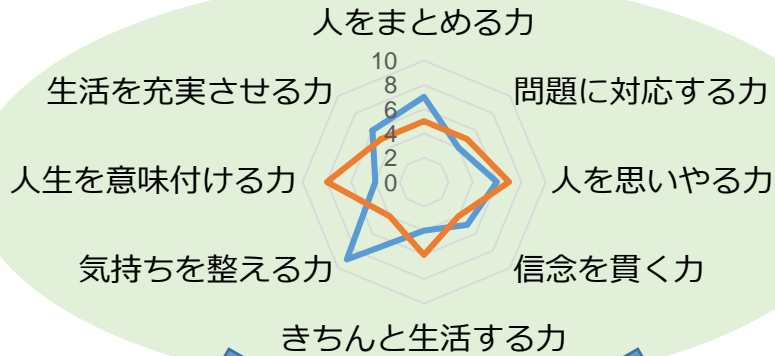 人をまとめる力
10
8
6
4
2
0
生活を充実させる力
問題に対応する力
人生を意味付ける力
人を思いやる力
気持ちを整える力
信念を貫く力
きちんと生活する力